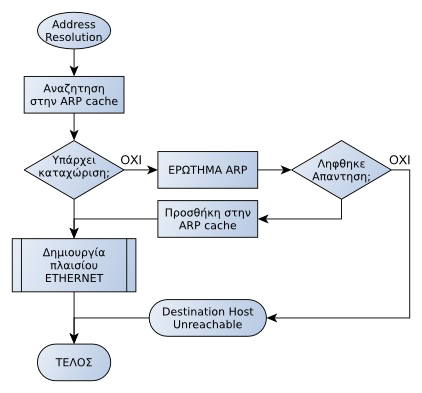 Address
Resolution
Αναζητηση
στην ARP cache
Υπάρχει
καταχώριση;
ΟΧΙ
ΕΡΩΤΗΜΑ ARP
Ληφθηκε
Απαντηση;
ΟΧΙ
Προσθήκη στην
ARP cache
Δημιουργία
πλαισίου
ETHERNET
Destination Host
Unreachable
ΤΕΛΟΣ